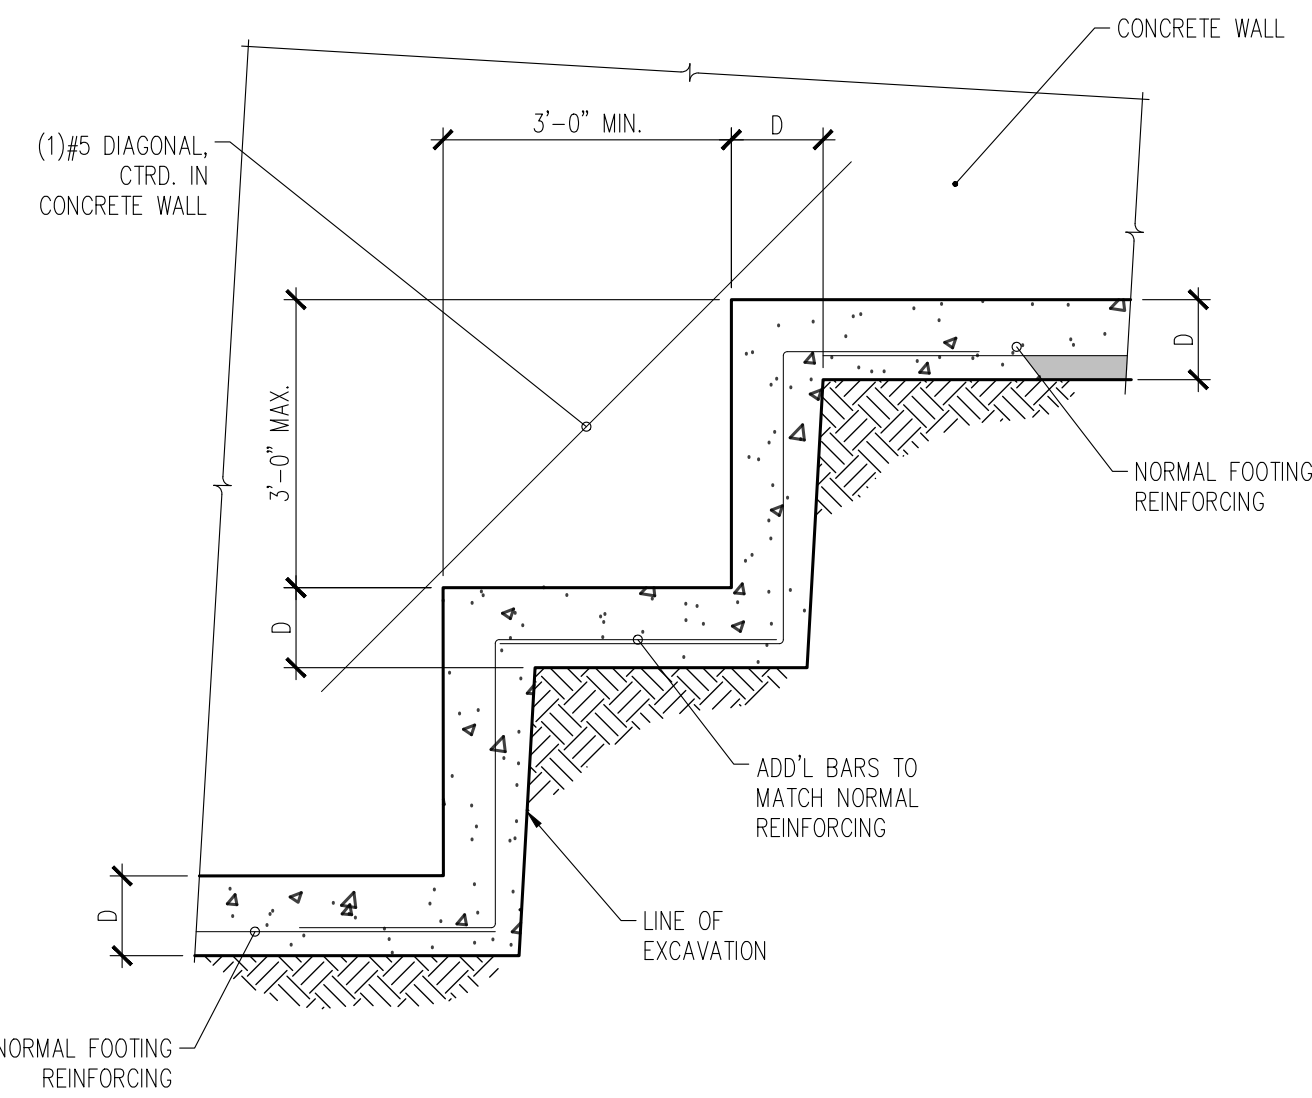 CONCRETE WALL
3'-0" MIN.
D
(1)#5 DIAGONAL,
CTRD. IN
CONCRETE WALL
D
3'-0" MAX.
NORMAL FOOTING
REINFORCING
D
ADD'L BARS TO
MATCH NORMAL
REINFORCING
D
LINE OF
EXCAVATION
NORMAL FOOTING
REINFORCING